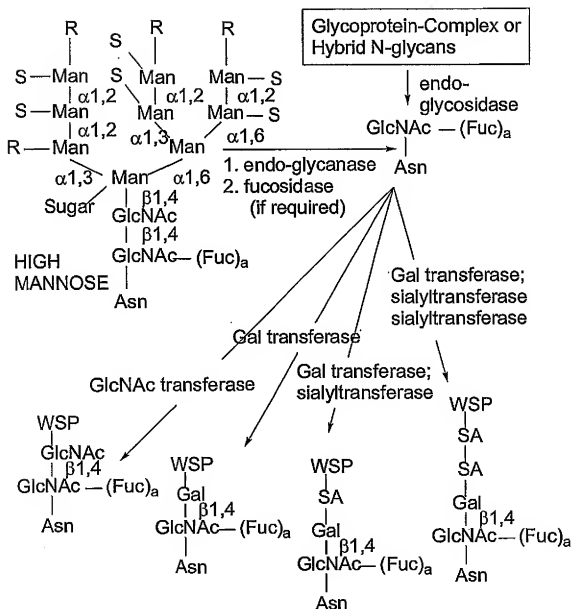 R R
S S R
S—Man Man Man—S
α1,2 S α1,2 α1,2
S—Man Man Man—S
α1,2 α1,3 α1,6
R—Man Man
α1,3 Man α1,6
Sugar β1,4
GlcNAc
β1,4
GlcNAc—(Fuc)a
Asn
HIGH
MANNOSE
1. endo-glycanase
2. fucosidase
(if required)
Glycoprotein-Complex or
Hybrid N-glycans
endo-
glycosidase
GlcNAc —(Fuc)a
Asn
GlcNAc transferase
Gal transferase
Gal transferase;
sialyltransferase
Gal transferase;
sialyltransferase
sialyltransferase
WSP
GlcNAc
β1,4
GlcNAc—(Fuc)a
Asn
WSP
Gal
β1,4
GlcNAc—(Fuc)a
Asn
WSP
SA
Gal
β1,4
GlcNAc—(Fuc)a
Asn
WSP
SA
SA
Gal
β1,4
GlcNAc—(Fuc)a
Asn